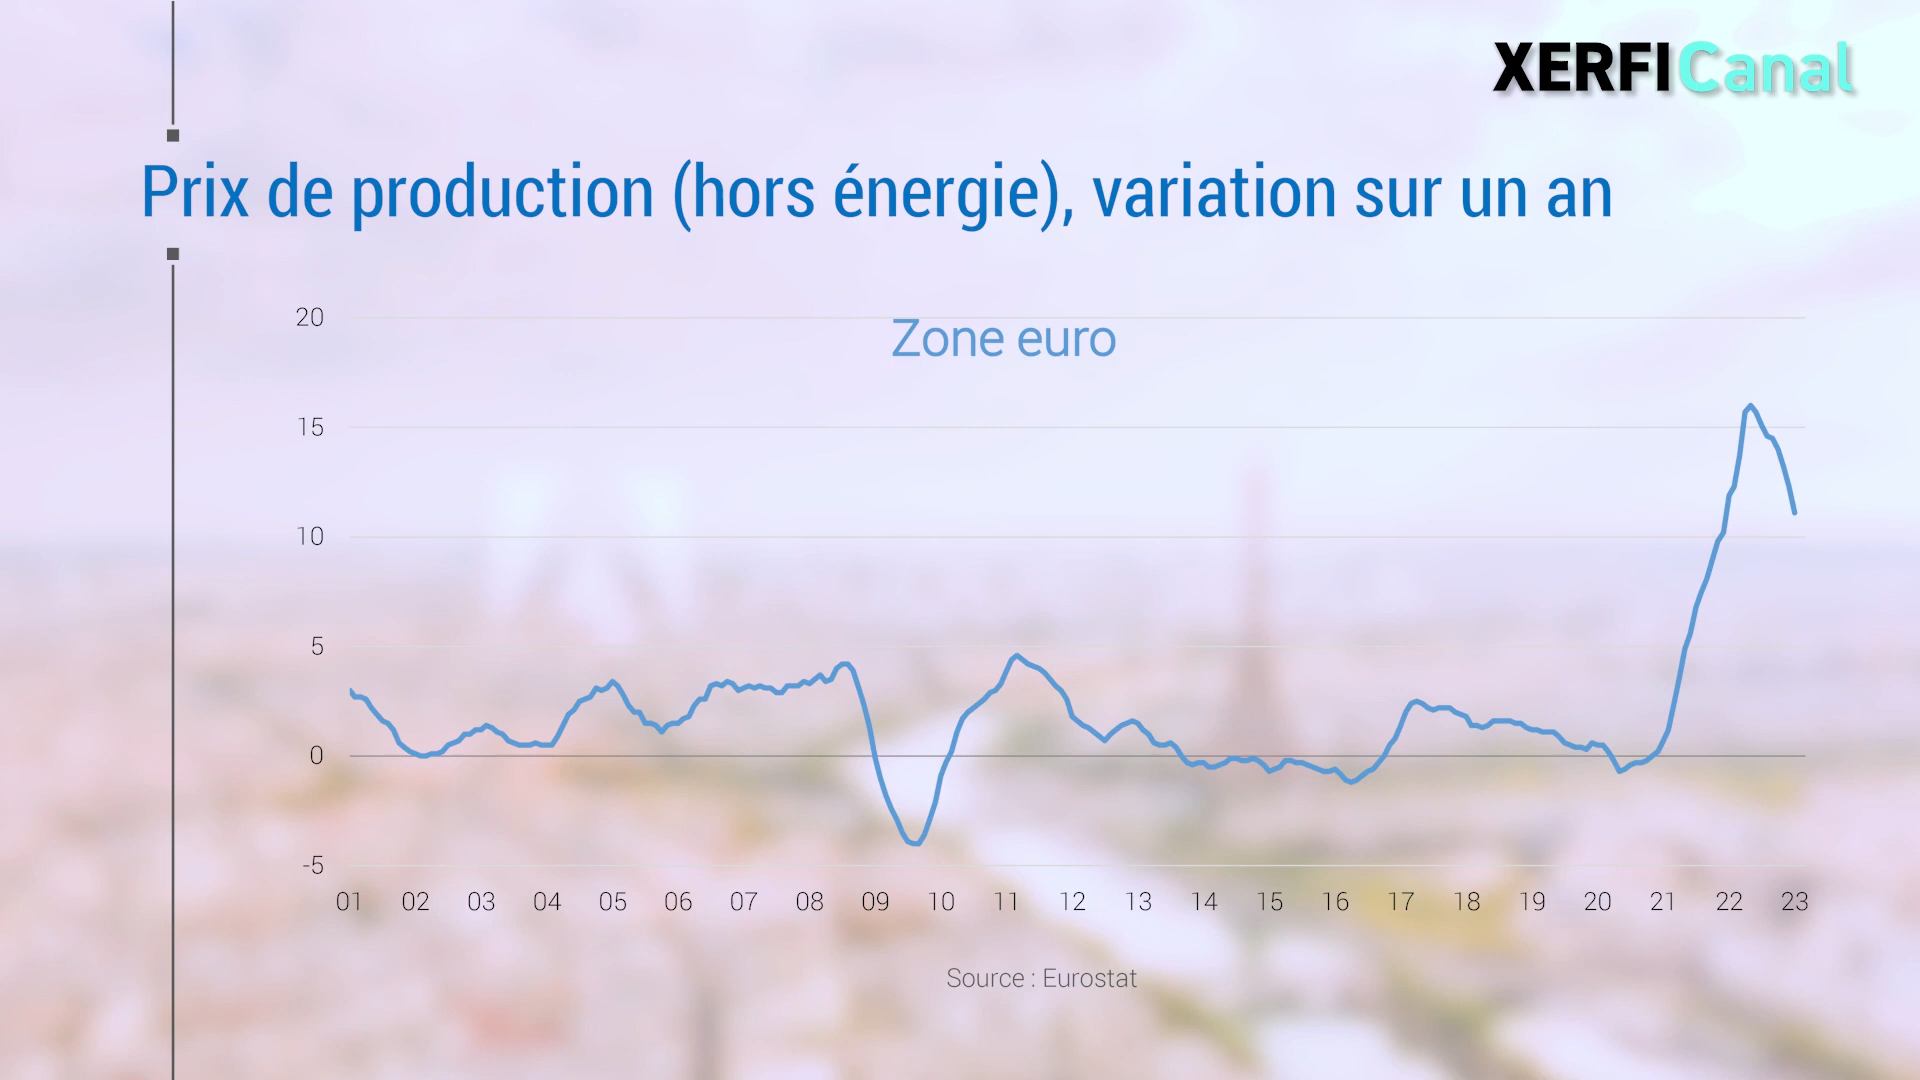 XERFI Canal
Prix de production (hors énergie), variation sur un an
Zone euro
20
15
10
5
0
-5
01 02 03 04 05 06 07 08 09 10 11 12 13 14 15 16 17 18 19 20 21 22 23
Source : Eurostat